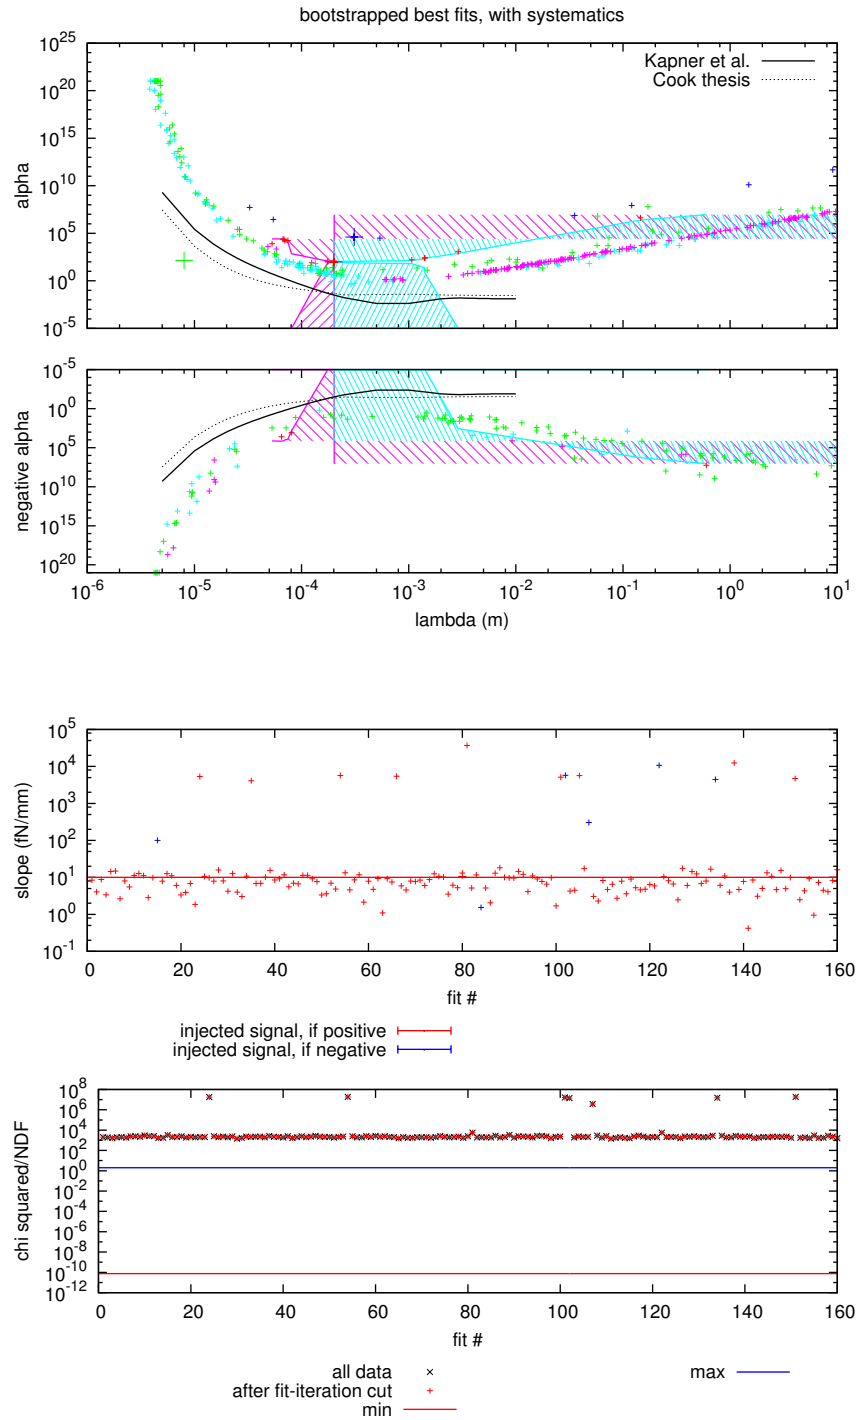 bootstrapped best fits, with systematics
10^25
10^20
10^15
10^10
10^5
10^0
10^-5
alpha
Kapner et al.
Cook thesis
10^-5
10^0
10^5
10^10
10^15
10^20
negative alpha
10^-6 10^-5 10^-4 10^-3 10^-2 10^-1 10^0 10^1
lambda (m)
10^5
10^4
10^3
10^2
10^1
10^0
10^-1
slope (fN/mm)
0 20 40 60 80 100 120 140 160
fit #
injected signal, if positive
injected signal, if negative
10^8
10^6
10^4
10^2
10^0
10^-2
10^-4
10^-6
10^-8
10^-10
10^-12
chi squared/NDF
0 20 40 60 80 100 120 140 160
fit #
all data
after fit-iteration cut
min
max